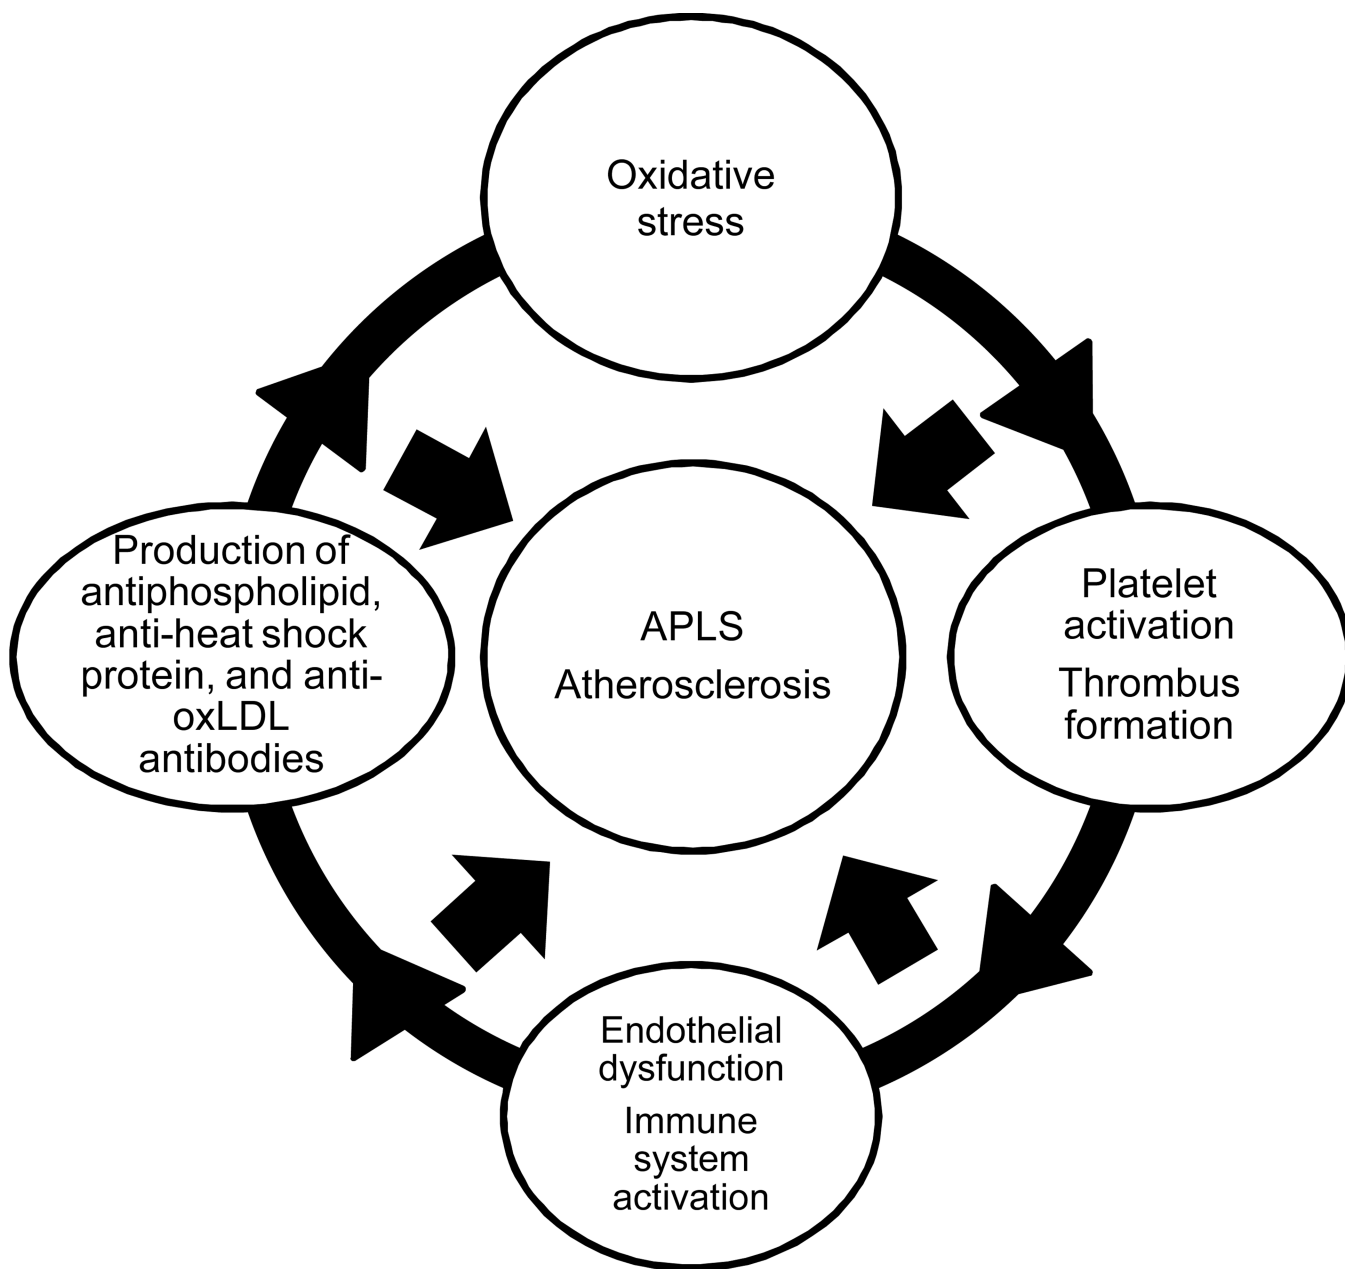 Oxidative
stress
Production of
antiphospholipid,
anti-heat shock
protein, and anti-
oxLDL
antibodies
APLS
Atherosclerosis
Platelet
activation
Thrombus
formation
Endothelial
dysfunction
Immune
system
activation